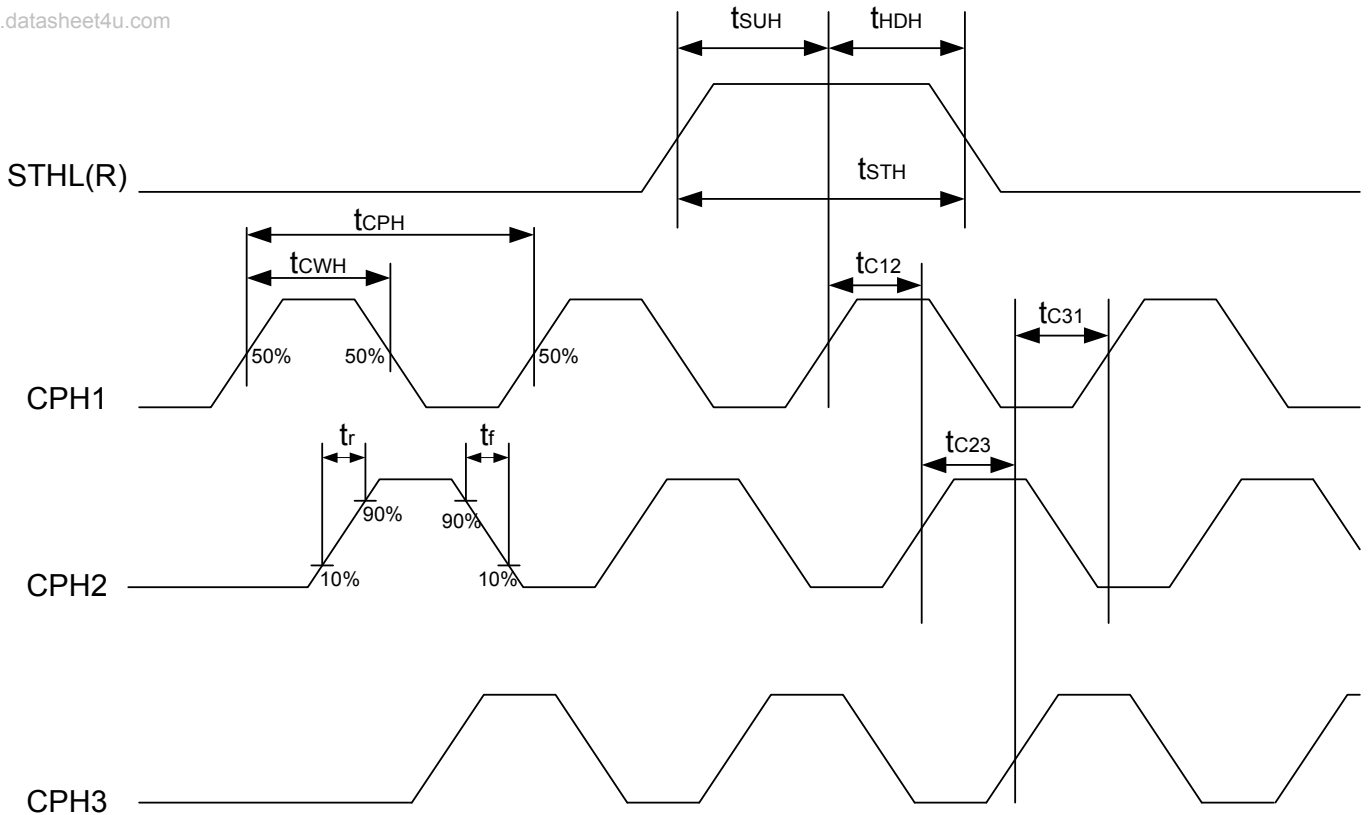 .datasheet4u.com
tSUH tHDH
STHL(R)
tSTH
tCPH
tCWH
tC12
tC31
50% 50% 50%
CPH1
tr tf
tC23
90% 90%
10% 10%
CPH2
CPH3